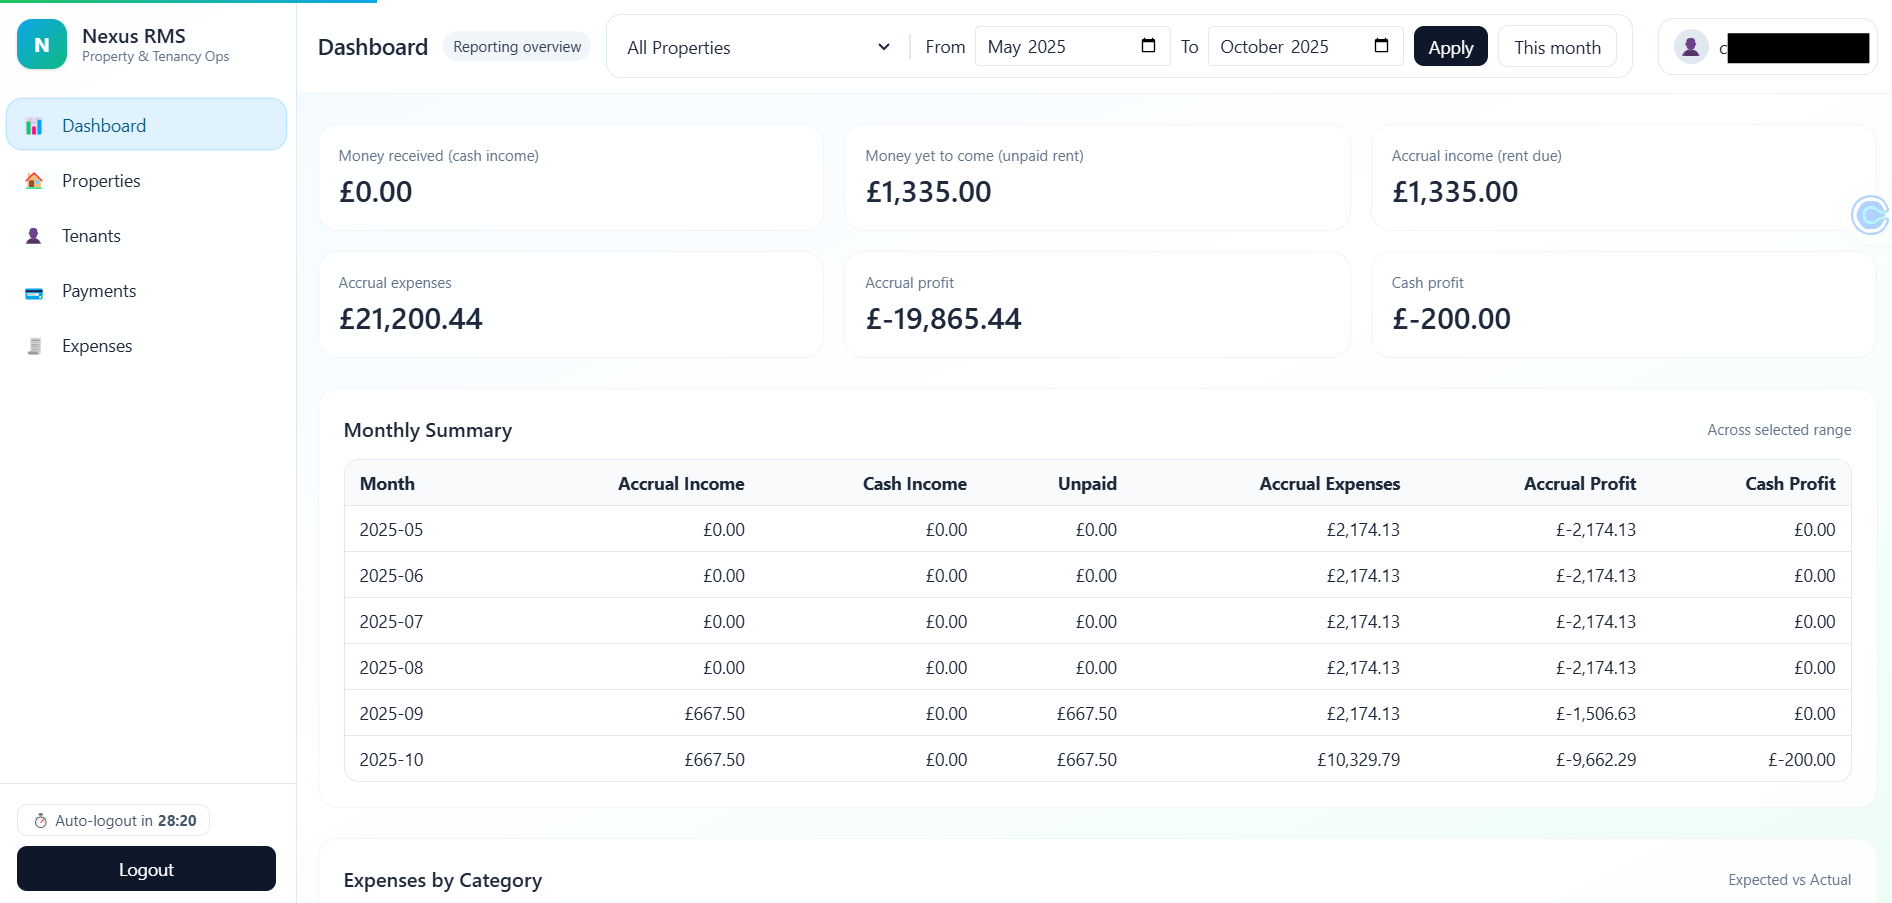 N
Nexus RMS
Property & Tenancy Ops
Dashboard
Properties
Tenants
Payments
Expenses
Auto-logout in 28:20
Logout
Dashboard
Reporting overview
All Properties
From
May 2025
To
October 2025
Apply
This month
c
Money received (cash income)
£0.00
Money yet to come (unpaid rent)
£1,335.00
Accrual income (rent due)
£1,335.00
Accrual expenses
£21,200.44
Accrual profit
£-19,865.44
Cash profit
£-200.00
Monthly Summary
Across selected range
Month Accrual Income Cash Income Unpaid Accrual Expenses Accrual Profit Cash Profit
2025-05 £0.00 £0.00 £0.00 £2,174.13 £-2,174.13 £0.00
2025-06 £0.00 £0.00 £0.00 £2,174.13 £-2,174.13 £0.00
2025-07 £0.00 £0.00 £0.00 £2,174.13 £-2,174.13 £0.00
2025-08 £0.00 £0.00 £0.00 £2,174.13 £-2,174.13 £0.00
2025-09 £667.50 £0.00 £667.50 £2,174.13 £-1,506.63 £0.00
2025-10 £667.50 £0.00 £667.50 £10,329.79 £-9,662.29 £-200.00
Expenses by Category
Expected vs Actual